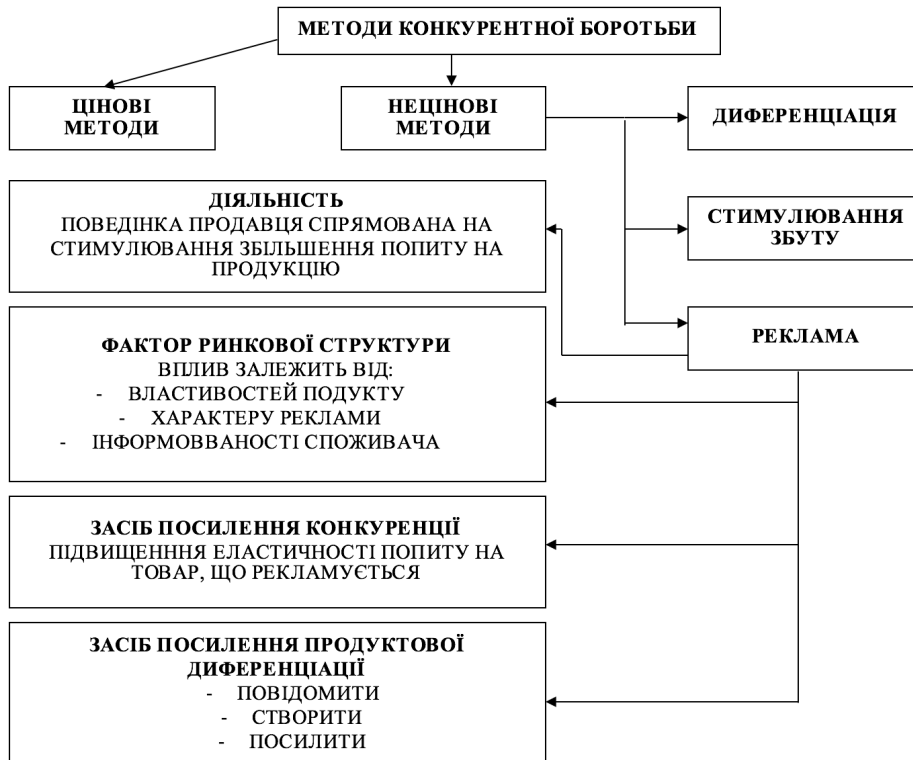 МЕТОДИ КОНКУРЕНТНОЇ БОРОТЬБИ
ЦІНОВІ
МЕТОДИ
НЕЦІНОВІ
МЕТОДИ
ДИФЕРЕНЦІАЦІЯ
ДІЯЛЬНІСТЬ
ПОВЕДІНКА ПРОДАВЦЯ СПРЯМОВАНА НА
СТИМУЛЮВАННЯ ЗБІЛЬШЕННЯ ПОПИТУ НА
ПРОДУКЦІЮ
СТИМУЛЮВАННЯ
ЗБУТУ
РЕКЛАМА
ФАКТОР РИНКОВОЇ СТРУКТУРИ
ВПЛИВ ЗАЛЕЖИТЬ ВІД:
- ВЛАСТИВОСТЕЙ ПОДУКТУ
- ХАРАКТЕРУ РЕКЛАМИ
- ІНФОРМОВВАНОСТІ СПОЖИВАЧА
ЗАСІБ ПОСИЛЕННЯ КОНКУРЕНЦІЇ
ПІДВИЩЕНННЯ ЕЛАСТИЧНОСТІ ПОПИТУ НА
ТОВАР, ЩО РЕКЛАМУЄТЬСЯ
ЗАСІБ ПОСИЛЕННЯ ПРОДУКТОВОЇ
ДИФЕРЕНЦІАЦІЇ
- ПОВІДОМИТИ
- СТВОРИТИ
- ПОСИЛИТИ